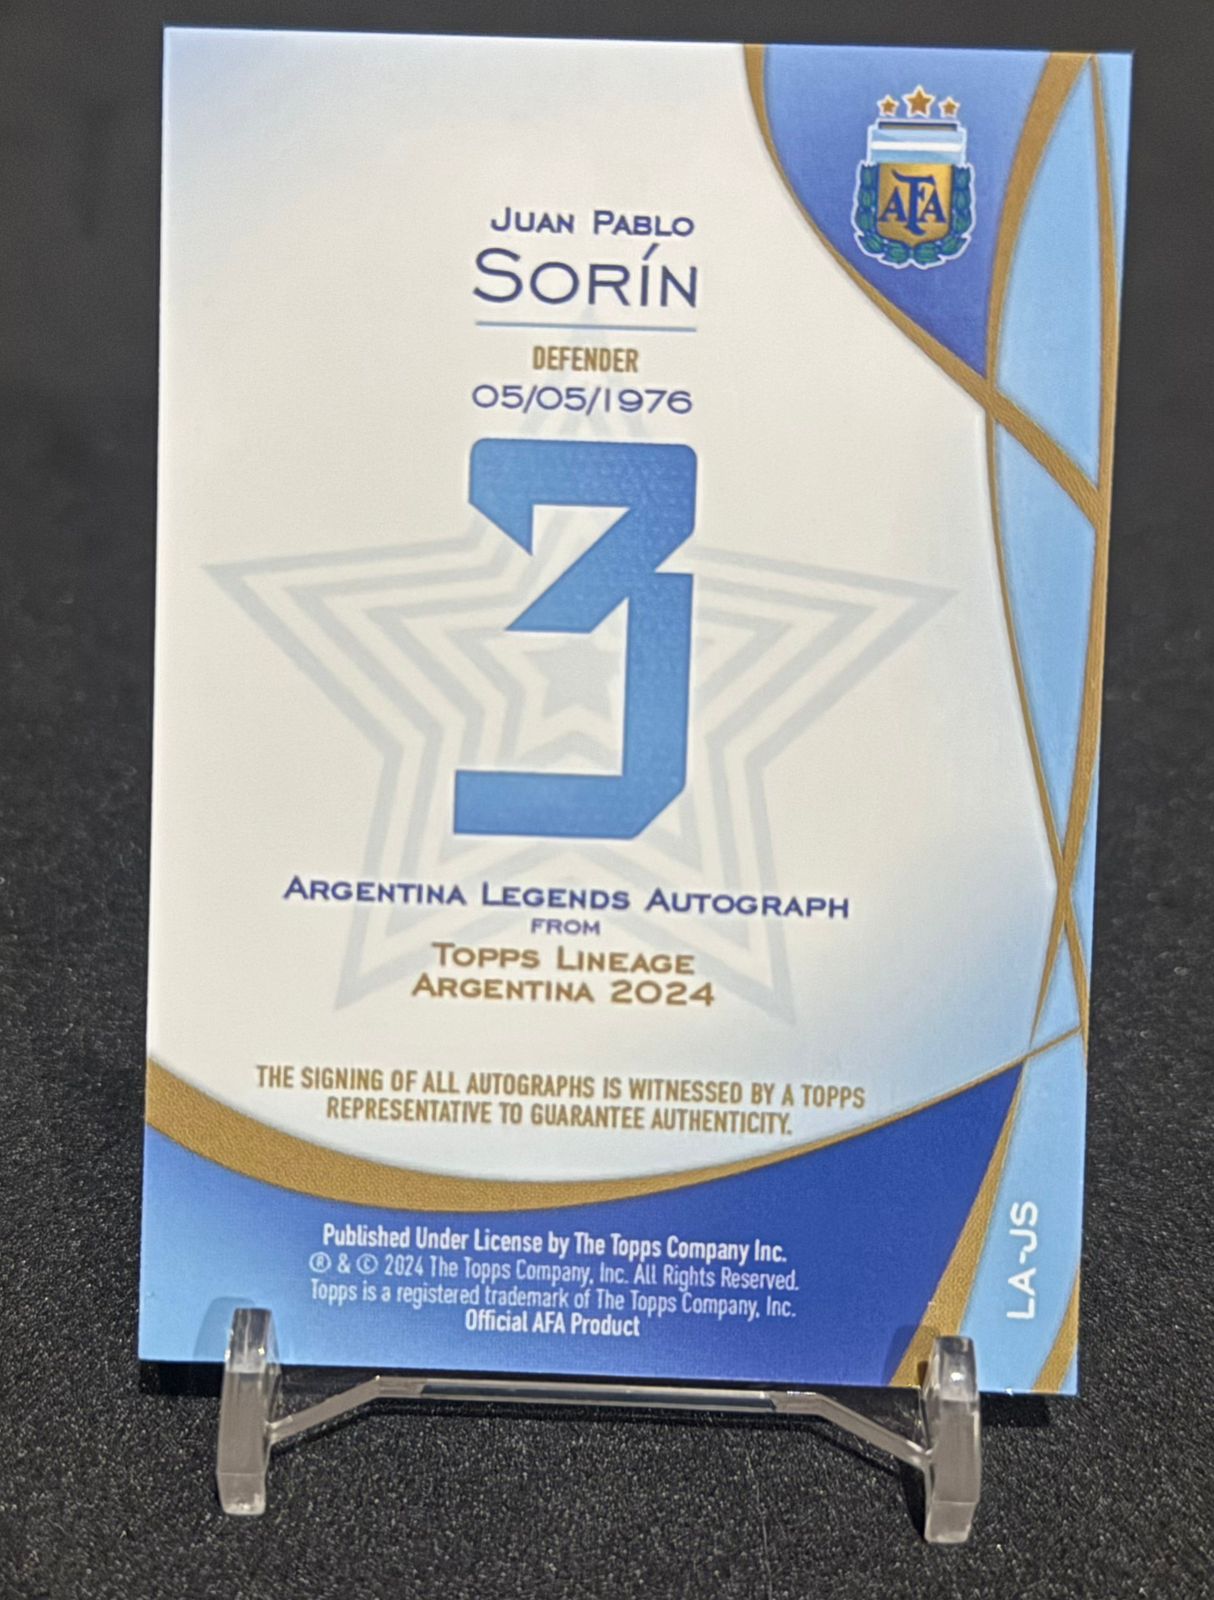 AFA
JUAN PABLO
SORÍN
DEFENDER
05/05/1976
3
ARGENTINA LEGENDS AUTOGRAPH
FROM
TOPPS LINEAGE
ARGENTINA 2024
THE SIGNING OF ALL AUTOGRAPHS IS WITNESSED BY A TOPPS
REPRESENTATIVE TO GUARANTEE AUTHENTICITY.
Published Under License by The Topps Company Inc.
® & © 2024 The Topps Company, Inc. All Rights Reserved.
Topps is a registered trademark of The Topps Company, Inc.
Official AFA Product
LA-JS